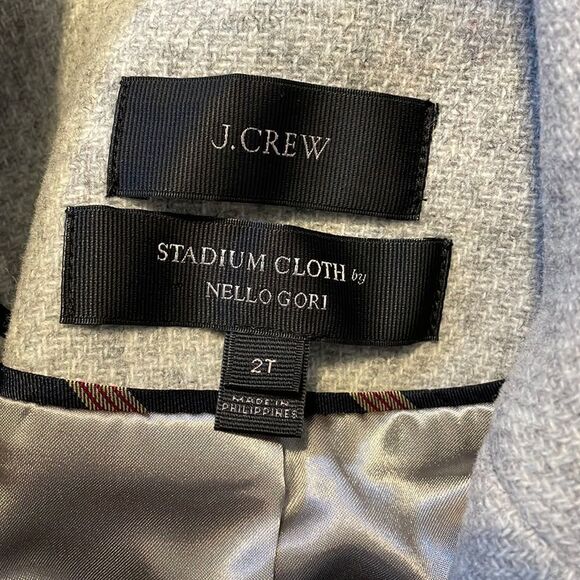 J.CREW
STADIUM CLOTH by
NELLO GORI
2T
MADE IN
PHILIPPINES